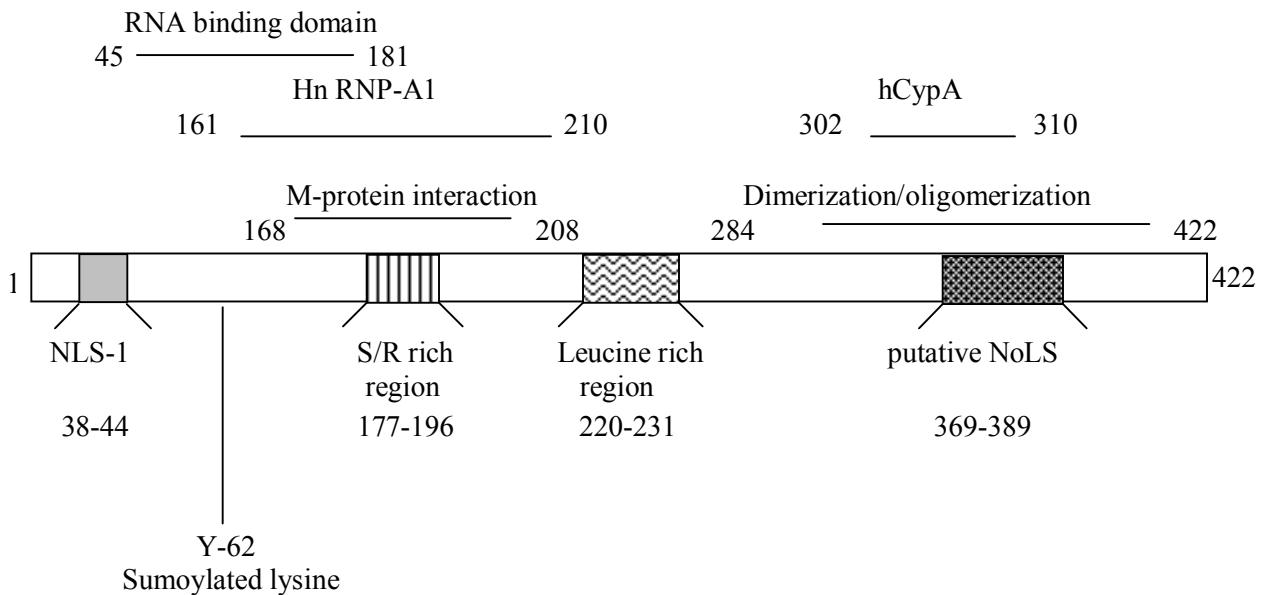 RNA binding domain
45 181
Hn RNP-A1
hCypA
161 210
302 310
M-protein interaction
Dimerization/oligomerization
168 208 284 422
1 422
NLS-1
S/R rich
region
Leucine rich
region
putative NoLS
38-44
177-196
220-231
369-389
Y-62
Sumoylated lysine